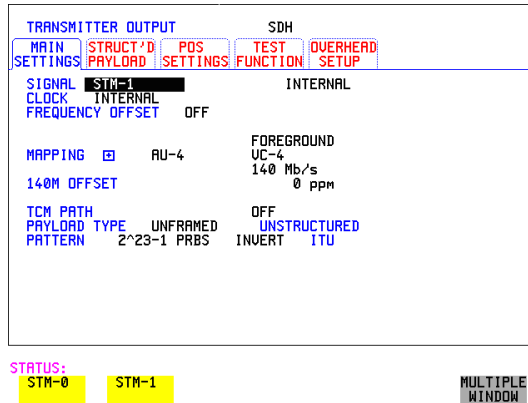 TRANSMITTER OUTPUT SDH
MAIN SETTINGS STRUCT'D PAYLOAD POS SETTINGS TEST FUNCTION OVERHEAD SETUP
SIGNAL STM-1 INTERNAL
CLOCK INTERNAL
FREQUENCY OFFSET OFF
FOREGROUND
MAPPING + AU-4 VC-4
140 Mb/s
140M OFFSET 0 ppm
TCM PATH OFF
PAYLOAD TYPE UNFRAMED UNSTRUCTURED
PATTERN 2^23-1 PRBS INVERT ITU
STATUS:
STM-0 STM-1 MULTIPLE WINDOW